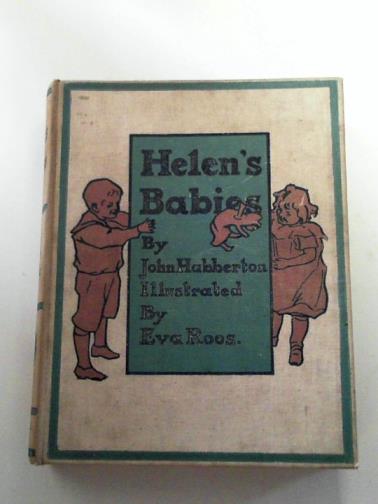 Helen's
Babies
By
John Habberton
Illustrated
By
Eva Roos.